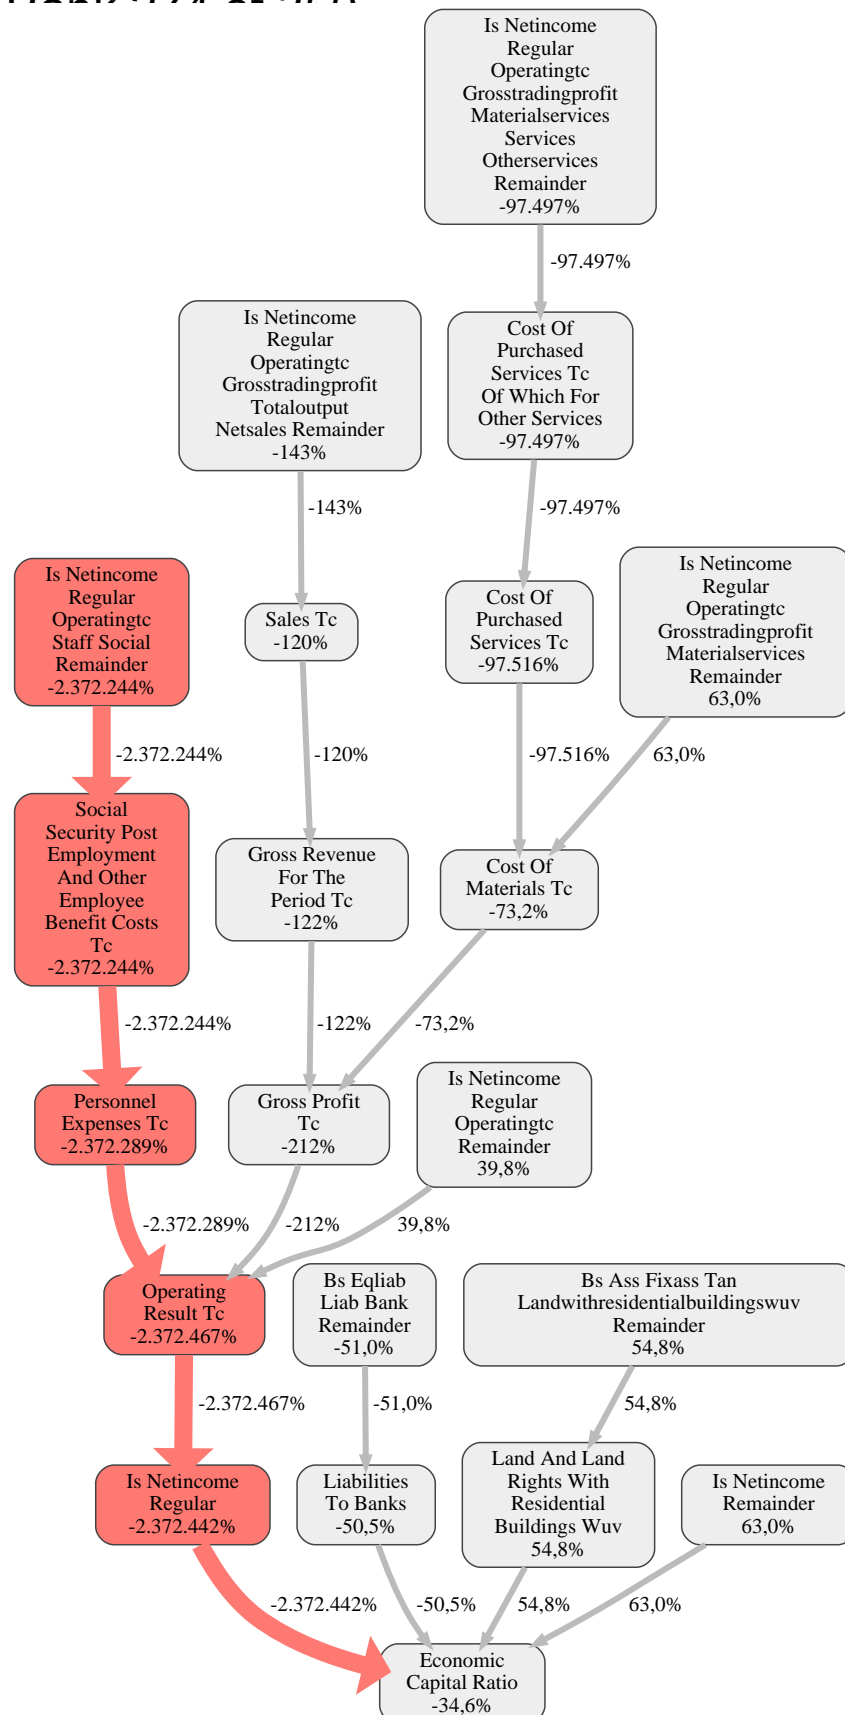 Is Netincome
Regular
Operatingtc
Grosstradingprofit
Materialservices
Services
Otherservices
Remainder
-97.497%
-97.497%
Is Netincome
Regular
Operatingtc
Grosstradingprofit
Totaloutput
Netsales Remainder
-143%
Cost Of
Purchased
Services Tc
Of Which For
Other Services
-97.497%
-143%
-97.497%
Is Netincome
Regular
Operatingtc
Staff Social
Remainder
-2.372.244%
Sales Tc
-120%
Cost Of
Purchased
Services Tc
-97.516%
Is Netincome
Regular
Operatingtc
Grosstradingprofit
Materialservices
Remainder
63,0%
-2.372.244%
-120%
-97.516%
63,0%
Social
Security Post
Employment
And Other
Employee
Benefit Costs
Tc
-2.372.244%
Gross Revenue
For The
Period Tc
-122%
Cost Of
Materials Tc
-73,2%
-2.372.244%
-122%
-73,2%
Personnel
Expenses Tc
-2.372.289%
Gross Profit
Tc
-212%
Is Netincome
Regular
Operatingtc
Remainder
39,8%
-2.372.289%
-212%
39,8%
Operating
Result Tc
-2.372.467%
Bs Eqliab
Liab Bank
Remainder
-51,0%
Bs Ass Fixass Tan
Landwithresidentialbuildingswuv
Remainder
54,8%
-2.372.467%
-51,0%
54,8%
Is Netincome
Regular
-2.372.442%
Liabilities
To Banks
-50,5%
Land And Land
Rights With
Residential
Buildings Wuv
54,8%
Is Netincome
Remainder
63,0%
-2.372.442%
-50,5%
54,8%
63,0%
Economic
Capital Ratio
-34,6%